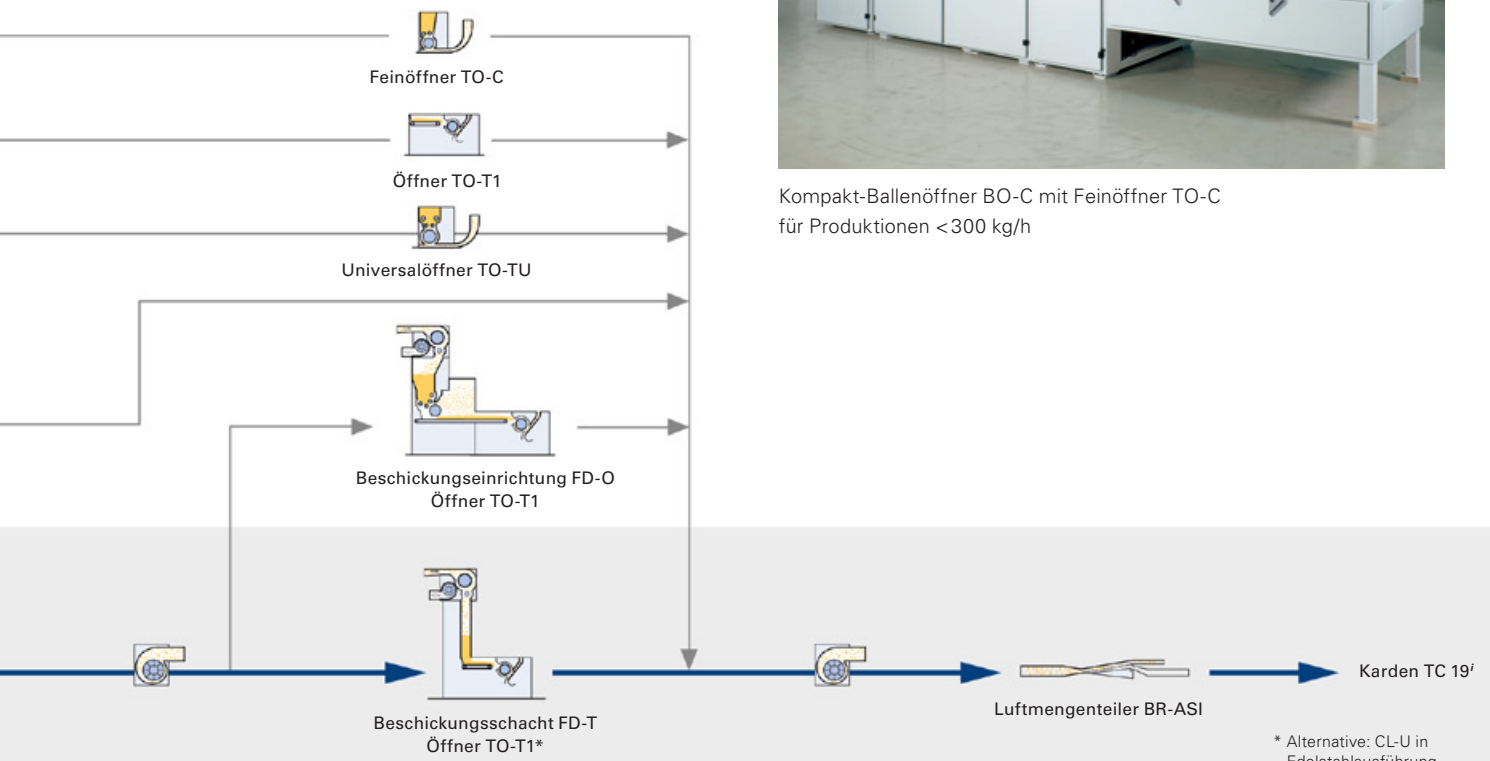 Feinöffner TO-C
Öffner TO-T1
Universalöffner TO-TU
Beschickungseinrichtung FD-O
Öffner TO-T1
Kompakt-Ballenöffner BO-C mit Feinöffner TO-C
für Produktionen <300 kg/h
Beschickungsschacht FD-T
Öffner TO-T1*
Luftmengenteiler BR-ASI
Karden TC 19i
* Alternative: CL-U in
Edelstahlausführung